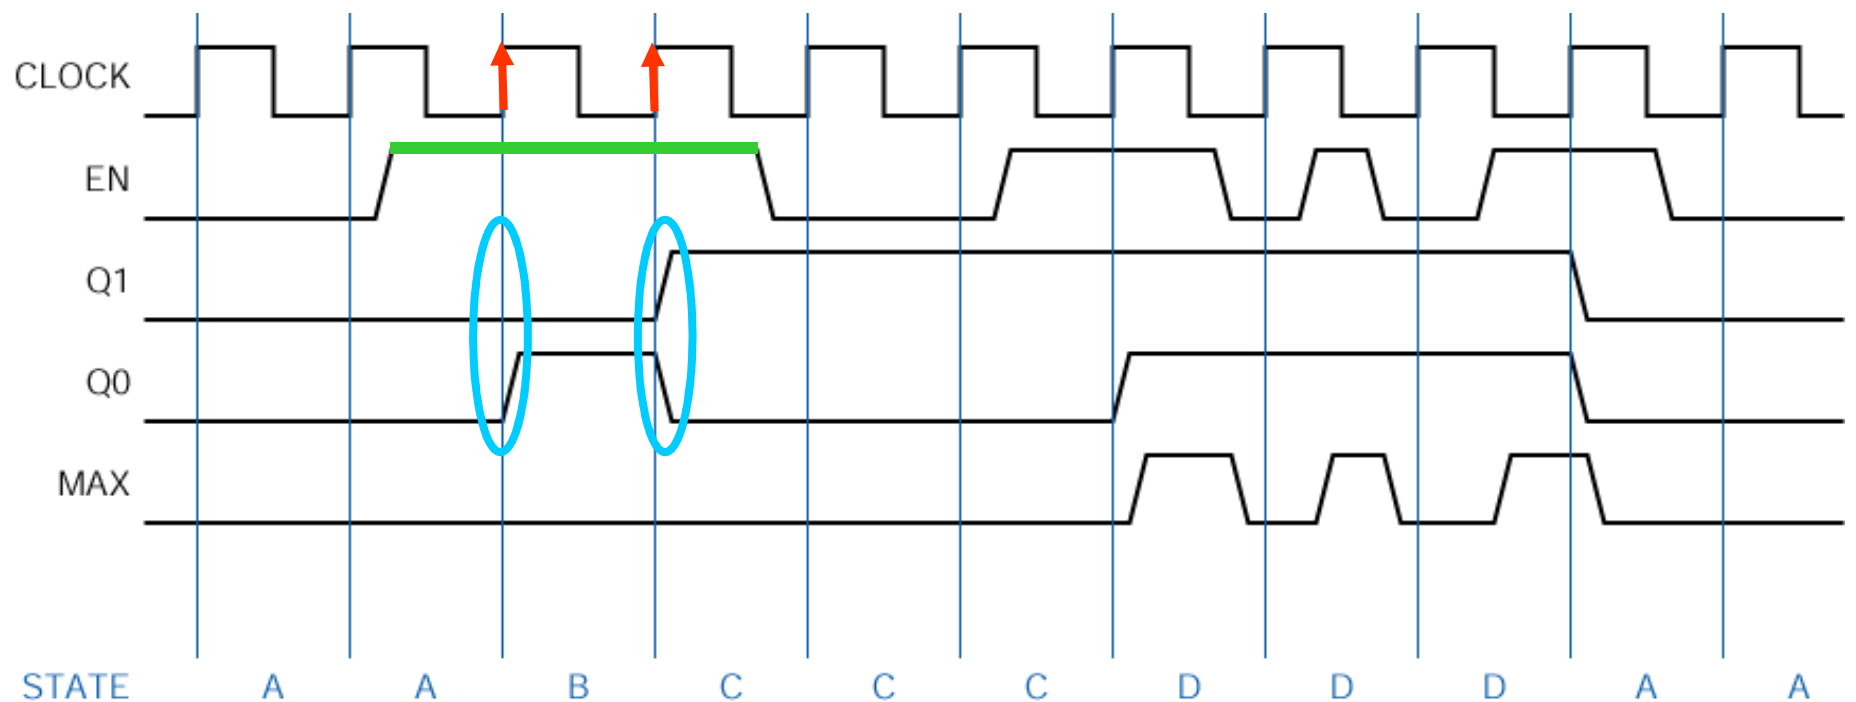 CLOCK
EN
Q1
Q0
MAX
STATE A A B C C C D D D A A